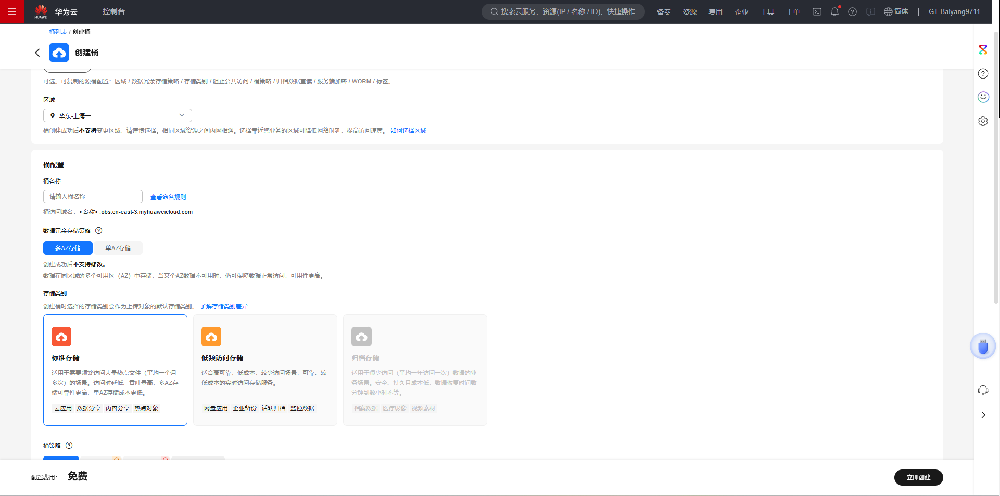 HUAWEI
华为云
控制台
搜索云服务、资源(IP / 名称 / ID)、快捷操作...
备案
资源
费用
企业
工具
工单
简体
GT-Baiyang9711
桶列表 / 创建桶
创建桶
可选。可复制的源桶配置：区域 / 数据冗余存储策略 / 存储类别 / 阻止公共访问 / 桶策略 / 归档数据直读 / 服务端加密 / WORM / 标签。
区域
华东-上海一
桶创建成功后不支持变更区域，请谨慎选择。相同区域资源之间内网相通。选择靠近您业务的区域可降低网络时延，提高访问速度。 如何选择区域
桶配置
桶名称
请输入桶名称
查看命名规则
桶访问域名：<名称> .obs.cn-east-3.myhuaweicloud.com
数据冗余存储策略
多AZ存储
单AZ存储
创建成功后不支持修改。
数据在同区域的多个可用区（AZ）中存储，当某个AZ数据不可用时，仍可保障数据正常访问，可用性更高。
存储类别
创建桶时选择的存储类别会作为上传对象的默认存储类别。 了解存储类别差异
标准存储
适用于需要频繁访问大量热点文件（平均一个月
多次）的场景。访问时延低、吞吐量高，多AZ存
储可靠性更高，单AZ存储成本更低。
云应用 数据分享 内容分享 热点对象
低频访问存储
适合高可靠，低成本，较少访问场景，可靠、较
低成本的实时访问存储服务。
网盘应用 企业备份 活跃归档 监控数据
归档存储
适用于很少访问（平均一年访问一次）数据的业
务场景。安全、持久且成本低，数据恢复时间数
分钟到数小时不等。
档案数据 医疗影像 视频素材
桶策略
配置费用： 免费
立即创建